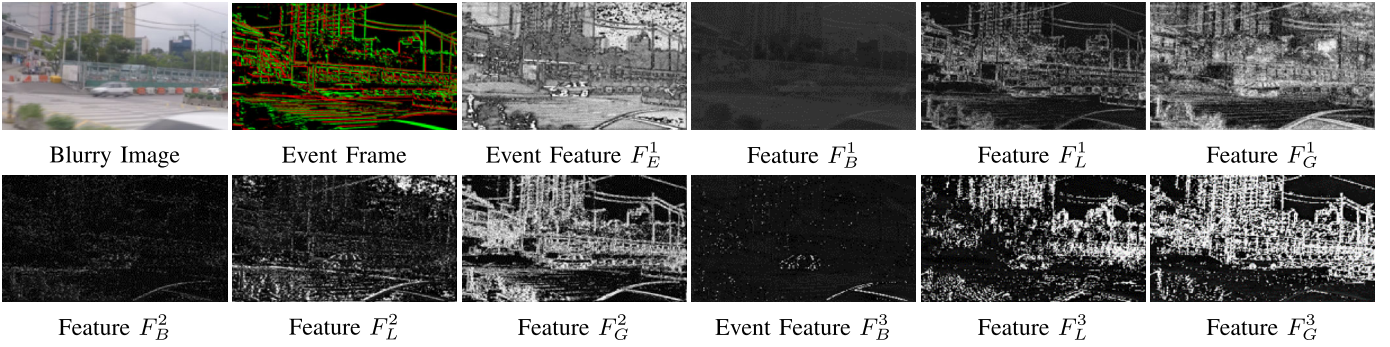 Blurry Image Event Frame Event Feature $F_E^1$ Feature $F_B^1$ Feature $F_L^1$ Feature $F_G^1$
Feature $F_B^2$ Feature $F_L^2$ Feature $F_G^2$ Event Feature $F_B^3$ Feature $F_L^3$ Feature $F_G^3$